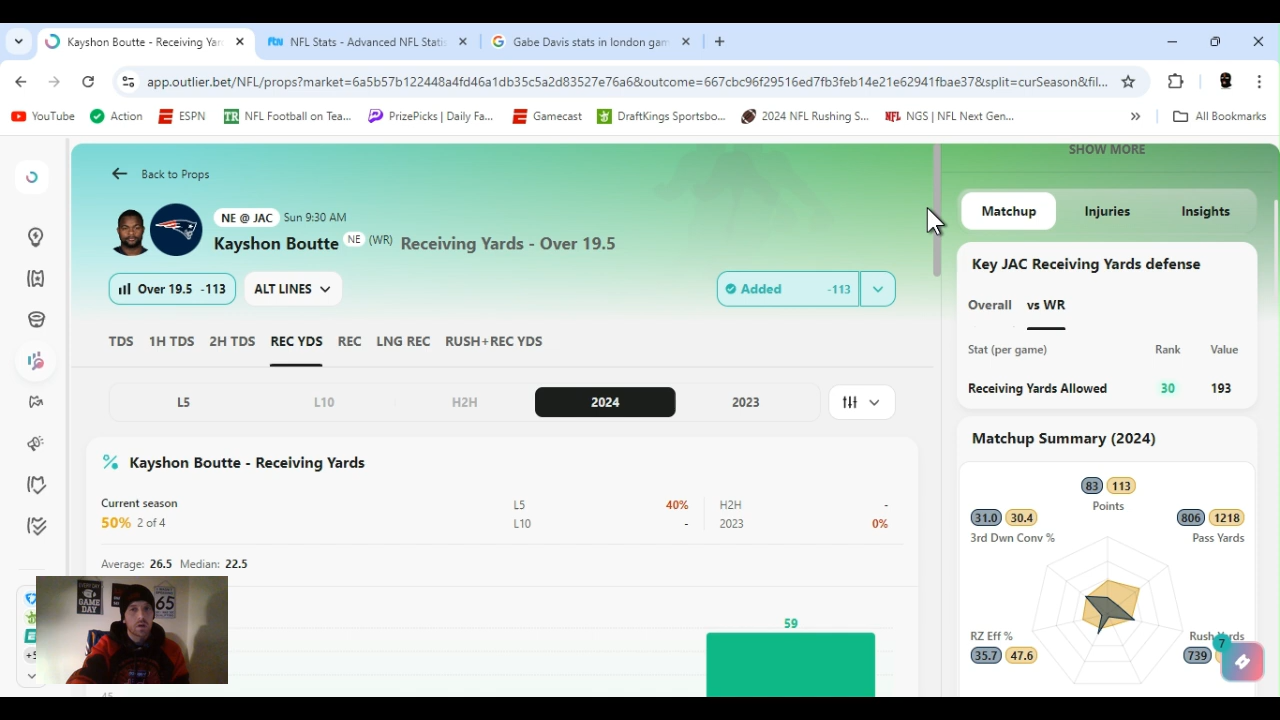 Kayshon Boutte - Receiving Yar
NFL Stats - Advanced NFL Statis
Gabe Davis stats in london gam
app.outlier.bet/NFL/props?market=6a5b57b122448a4fd46a1db35c5a2d83527e76a6&outcome=667cbc96f29516ed7fb3feb14e21e62941fbae37&split=curSeason&fil...
YouTube
Action
ESPN
NFL Football on Tea...
PrizePicks | Daily Fa...
Gamecast
DraftKings Sportsbo...
2024 NFL Rushing S...
NGS | NFL Next Gen...
All Bookmarks
Back to Props
NE @ JAC Sun 9:30 AM
Kayshon Boutte NE (WR) Receiving Yards - Over 19.5
Over 19.5 -113
ALT LINES
Added -113
TDS 1H TDS 2H TDS REC YDS REC LNG REC RUSH+REC YDS
L5 L10 H2H 2024 2023
Kayshon Boutte - Receiving Yards
Current season
50% 2 of 4
L5 40% H2H -
L10 - 2023 0%
Average: 26.5 Median: 22.5
59
45
SHOW MORE
Matchup Injuries Insights
Key JAC Receiving Yards defense
Overall vs WR
Stat (per game) Rank Value
Receiving Yards Allowed 30 193
Matchup Summary (2024)
83 113
Points
31.0 30.4
3rd Dwn Conv %
806 1218
Pass Yards
RZ Eff %
35.7 47.6
739
7
EVERY DAY
GAME DAY
65